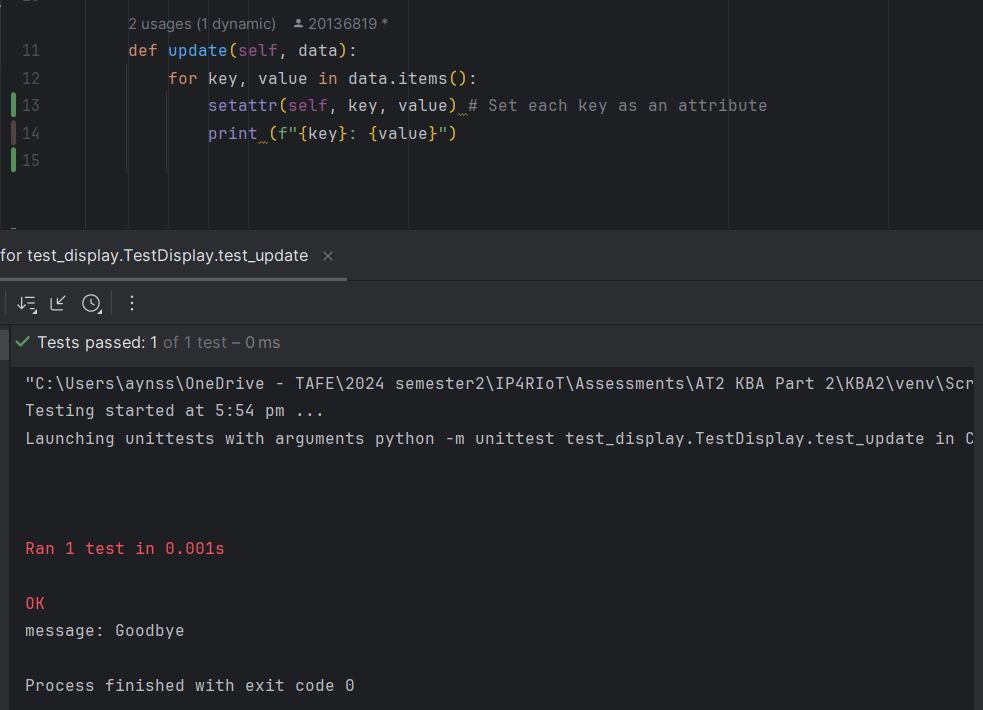 2 usages (1 dynamic) 20136819 *
11 def update(self, data):
12 for key, value in data.items():
13 setattr(self, key, value) # Set each key as an attribute
14 print (f"{key}: {value}")
15
for test_display.TestDisplay.test_update ×
Tests passed: 1 of 1 test – 0 ms
"C:\Users\aynss\OneDrive - TAFE\2024 semester2\IP4RIoT\Assessments\AT2 KBA Part 2\KBA2\venv\Scr
Testing started at 5:54 pm ...
Launching unittests with arguments python -m unittest test_display.TestDisplay.test_update in C
Ran 1 test in 0.001s
OK
message: Goodbye
Process finished with exit code 0